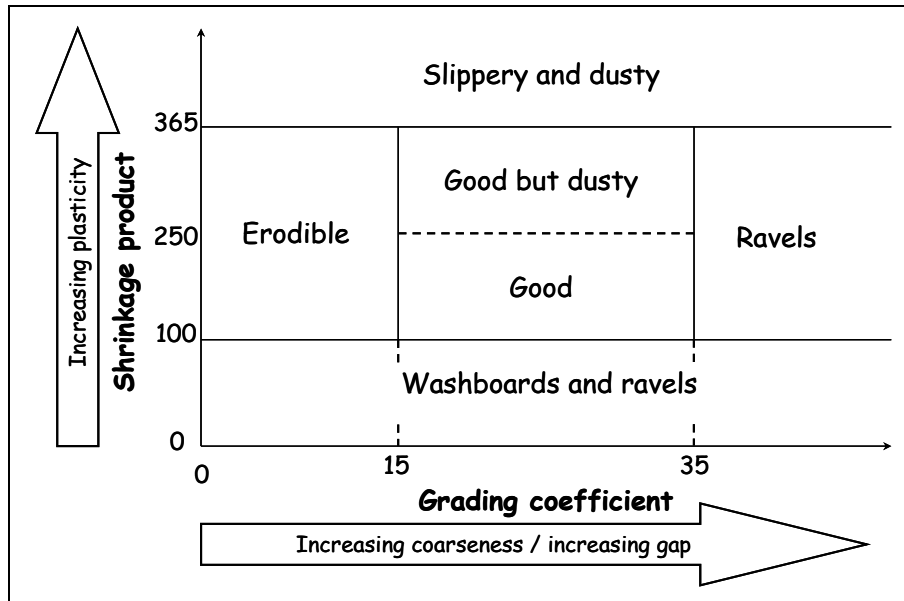 Slippery and dusty
365
Good but dusty
Increasing plasticity
Shrinkage product
250
Erodible
Ravels
Good
100
Washboards and ravels
0
0
15
35
Grading coefficient
Increasing coarseness / increasing gap